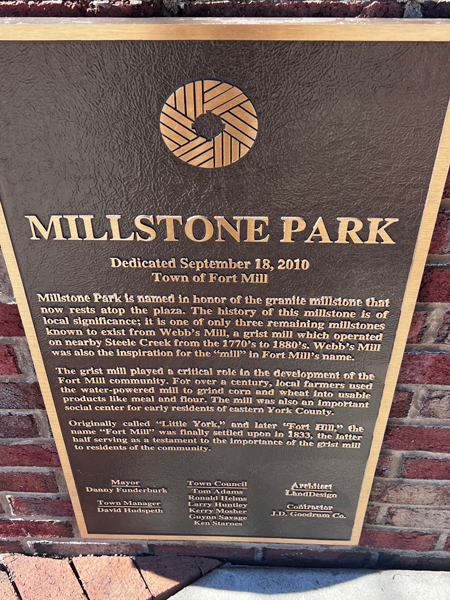 MILLSTONE PARK
Dedicated September 18, 2010
Town of Fort Mill
Millstone Park is named in honor of the granite millstone that
now rests atop the plaza. The history of this millstone is of
local significance; it is one of only three remaining millstones
known to exist from Webb's Mill, a grist mill which operated
on nearby Steele Creek from the 1770's to 1880's. Webb's Mill
was also the inspiration for the "mill" in Fort Mill's name.
The grist mill played a critical role in the development of the
Fort Mill community. For over a century, local farmers used
the water-powered mill to grind corn and wheat into usable
products like meal and flour. The mill was also an important
social center for early residents of eastern York County.
Originally called "Little York," and later "Fort Hill," the
name "Fort Mill" was finally settled upon in 1833, the latter
half serving as a testament to the importance of the grist mill
to residents of the community.
Mayor
Danny Funderburk
Town Manager
David Hudspeth
Town Council
Tom Adams
Ronald Helms
Larry Huntley
Kerry Mosher
Guynn Savage
Ken Starnes
Architect
LandDesign
Contractor
J.D. Goodrum Co.